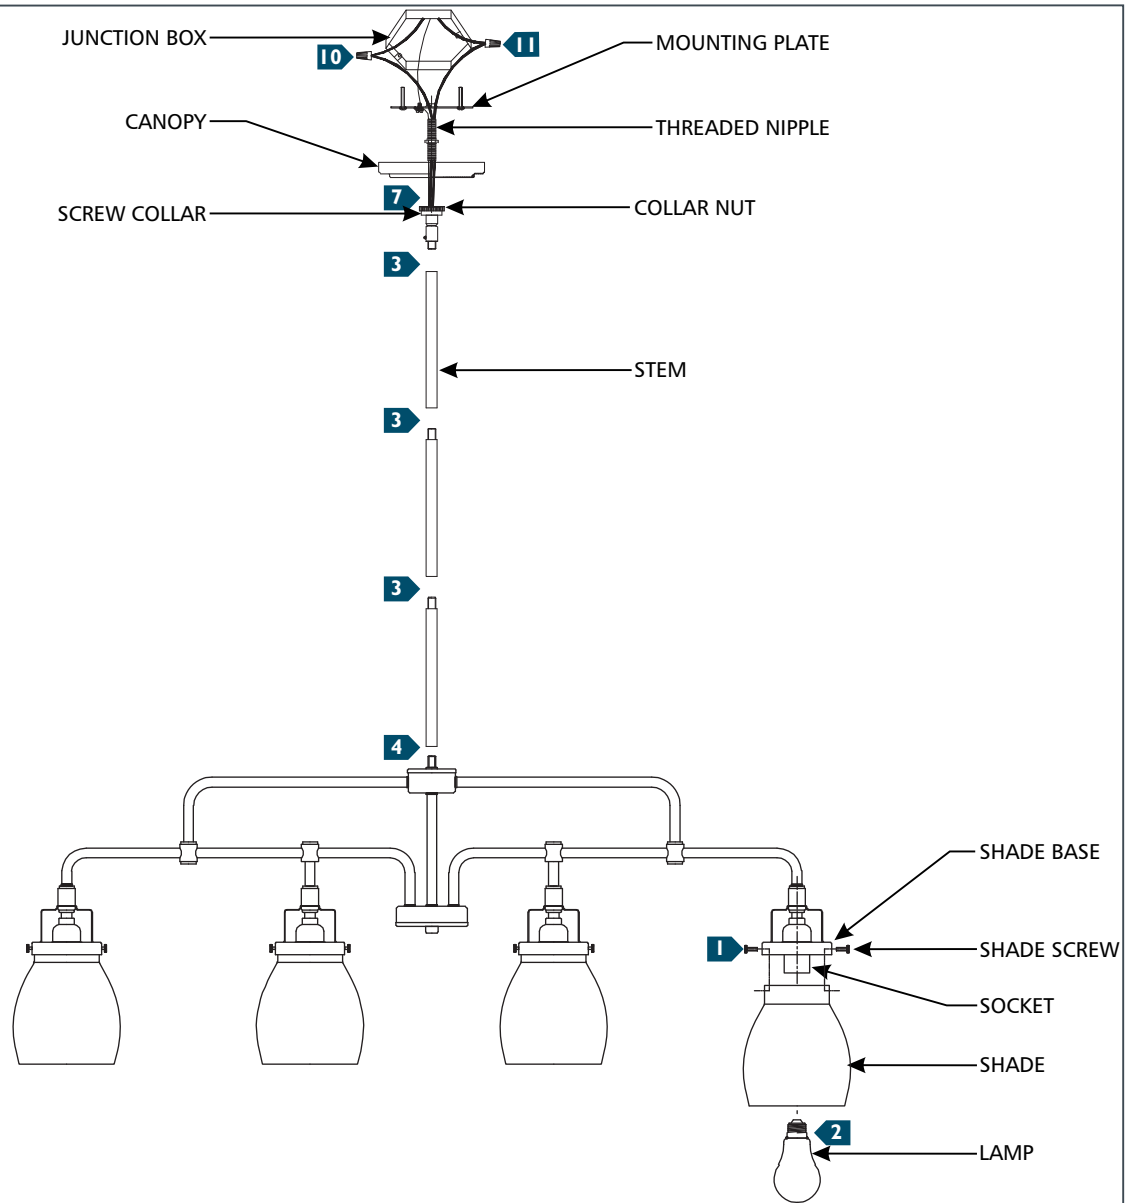 JUNCTION BOX
10
11
MOUNTING PLATE
CANOPY
THREADED NIPPLE
7
SCREW COLLAR
COLLAR NUT
3
STEM
3
3
4
SHADE BASE
1
SHADE SCREW
SOCKET
SHADE
2
LAMP